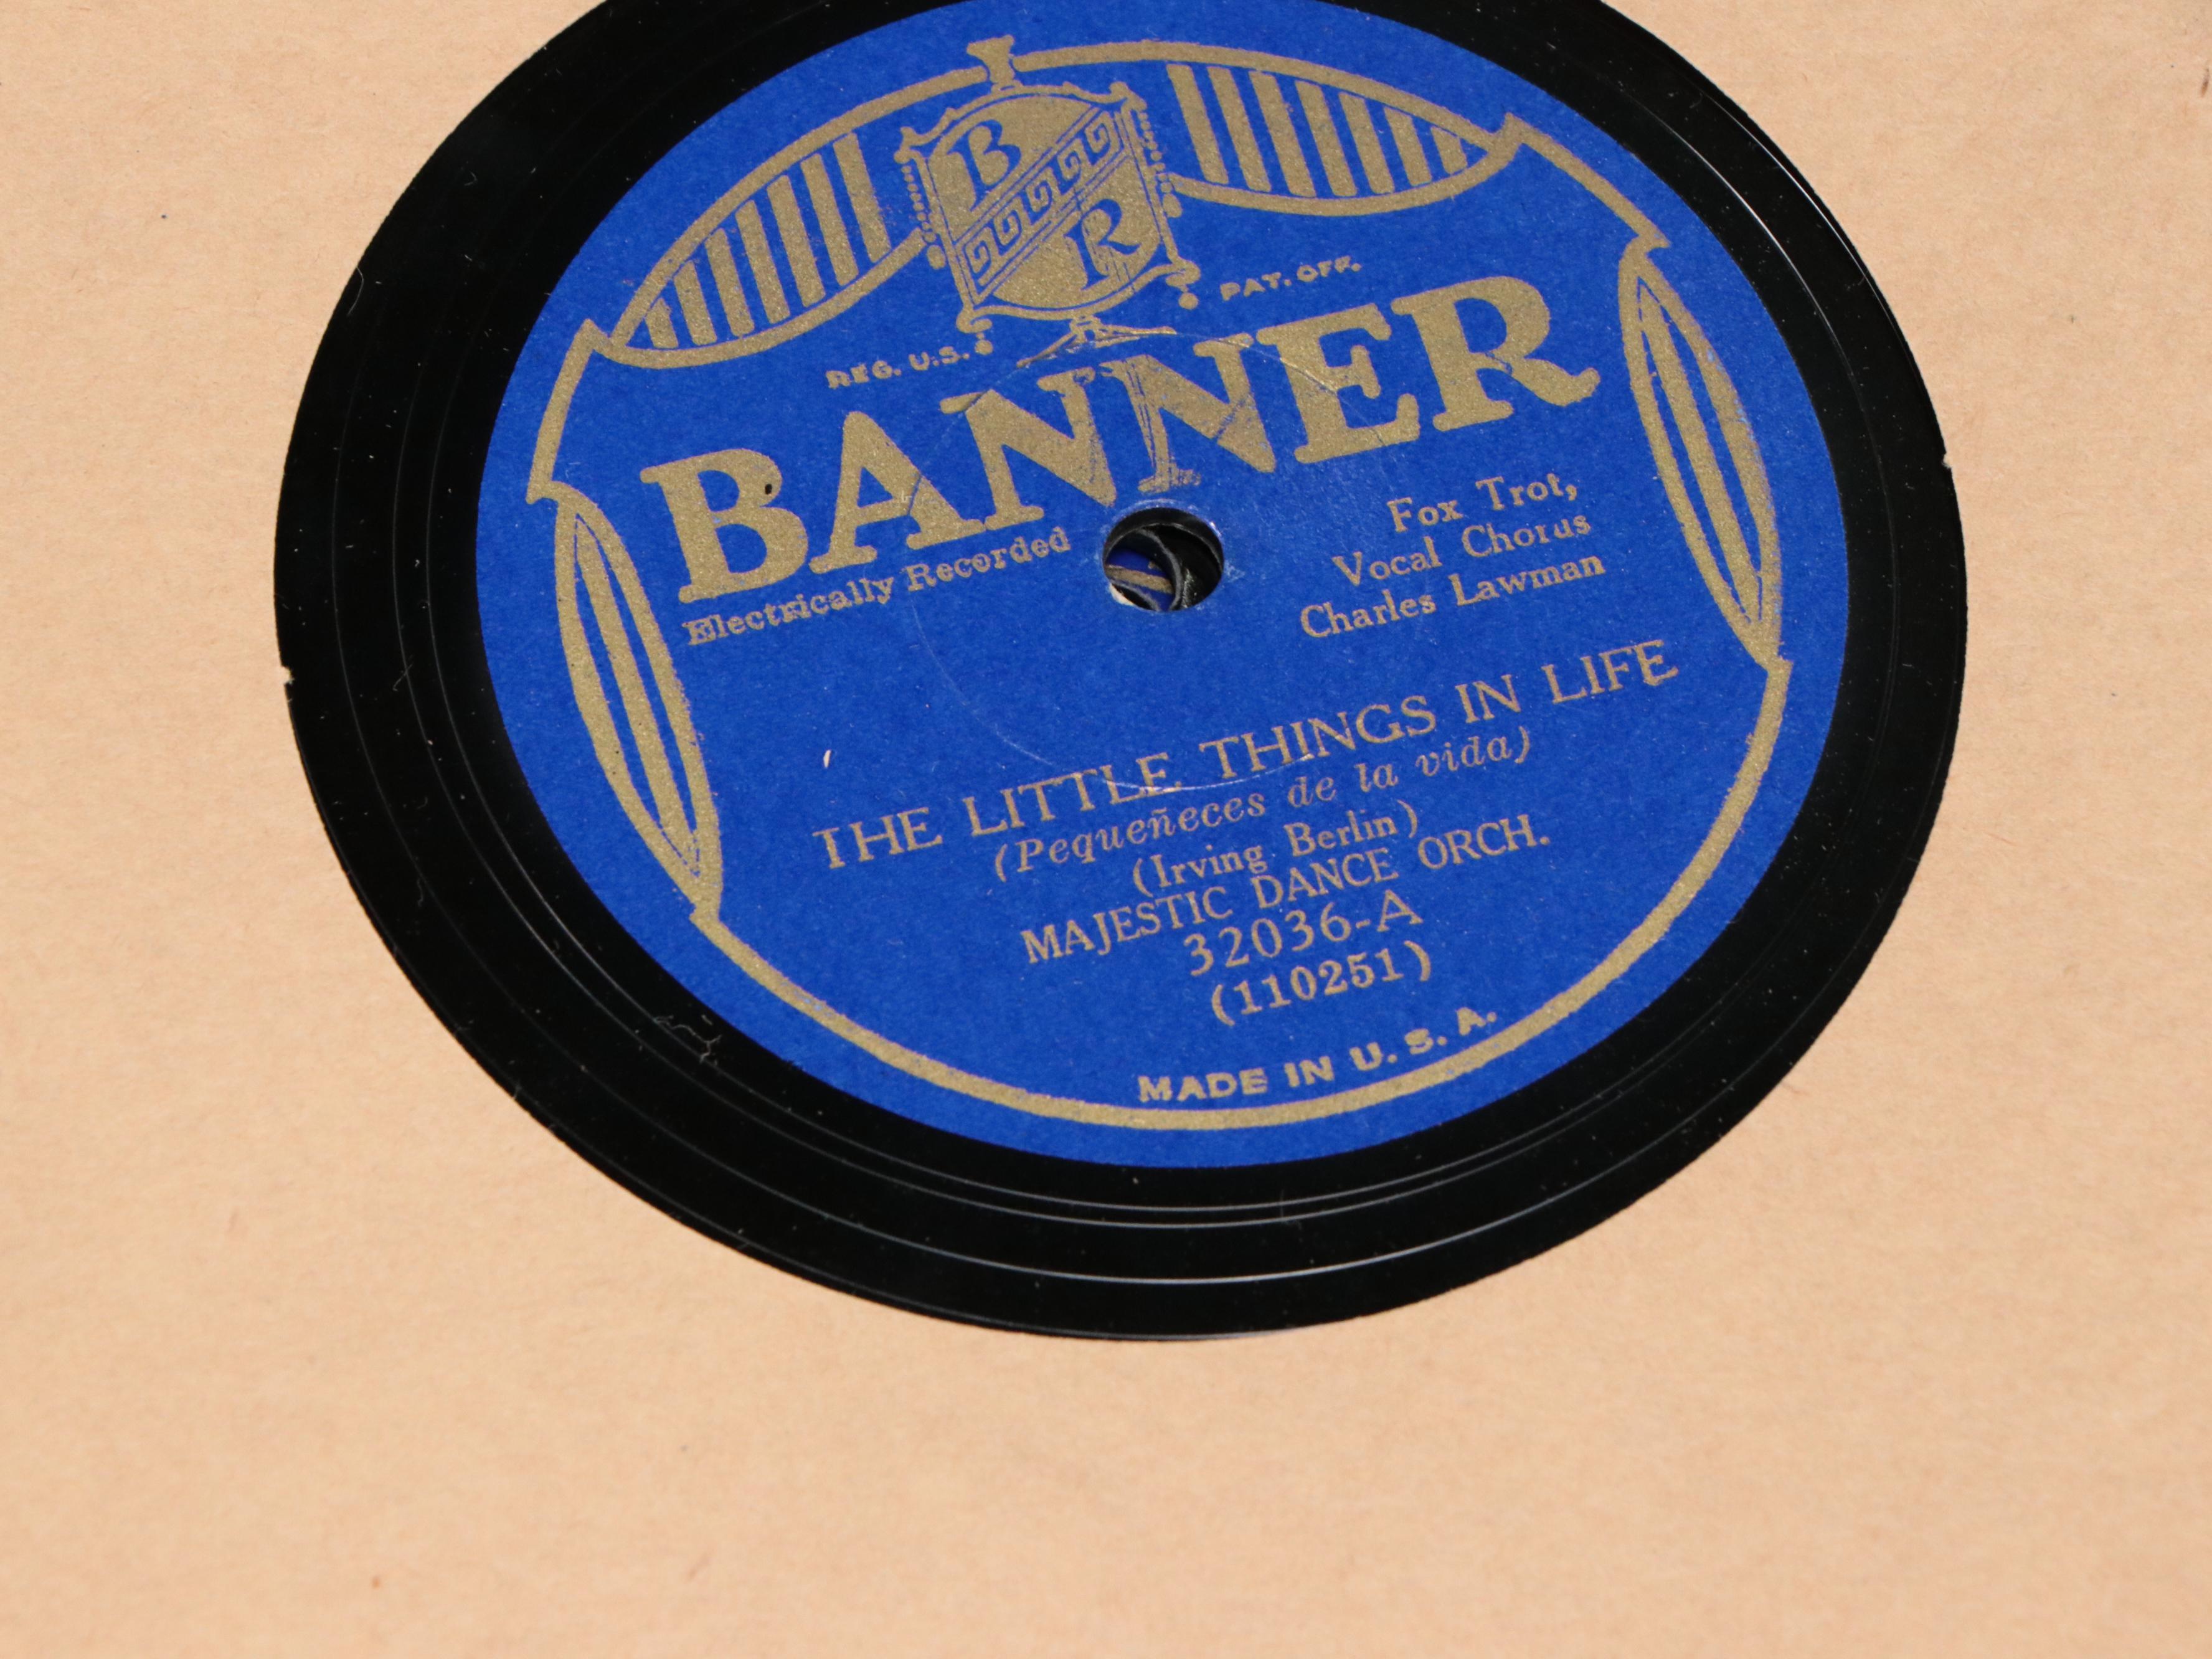 B
R
REG. U.S. PAT. OFF.
BANNER
Electrically Recorded
Fox Trot,
Vocal Chorus
Charles Lawman
THE LITTLE THINGS IN LIFE
(Pequeñeces de la vida)
(Irving Berlin)
MAJESTIC DANCE ORCH.
32036-A
(110251)
MADE IN U. S. A.